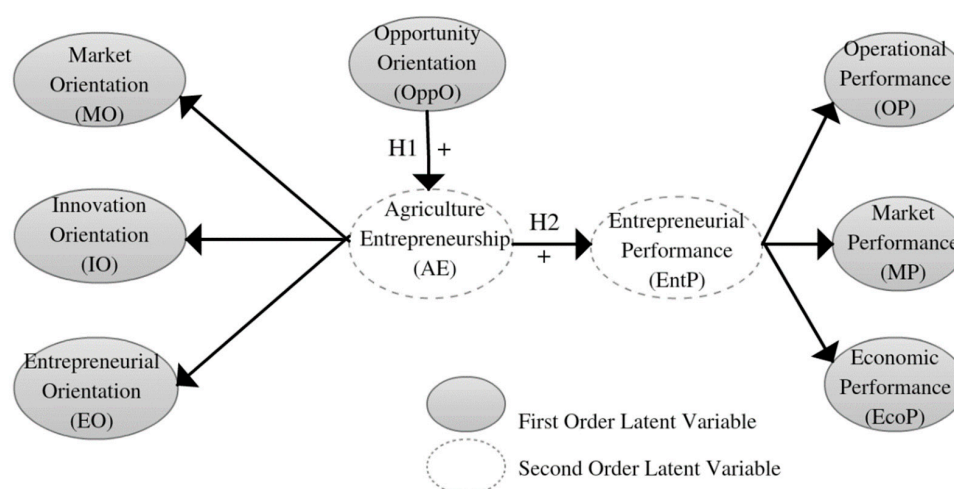 Market
Orientation
(MO)
Opportunity
Orientation
(OppO)
Operational
Performance
(OP)
H1 +
Innovation
Orientation
(IO)
Agriculture
Entrepreneurship
(AE)
H2
+
Entrepreneurial
Performance
(EntP)
Market
Performance
(MP)
Entrepreneurial
Orientation
(EO)
Economic
Performance
(EcoP)
First Order Latent Variable
Second Order Latent Variable